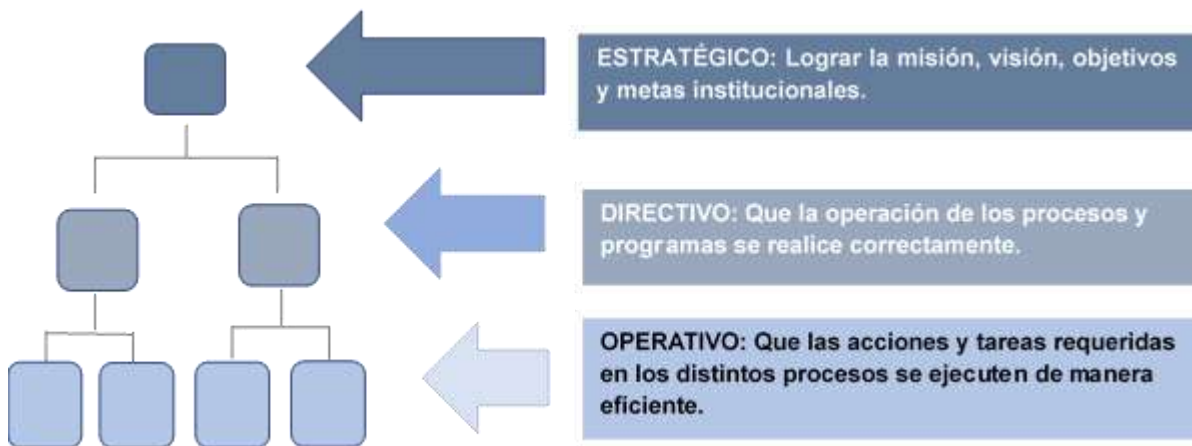 ESTRATÉGICO: Lograr la misión, visión, objetivos
y metas institucionales.
DIRECTIVO: Que la operación de los procesos y
programas se realice correctamente.
OPERATIVO: Que las acciones y tareas requeridas
en los distintos procesos se ejecuten de manera
eficiente.